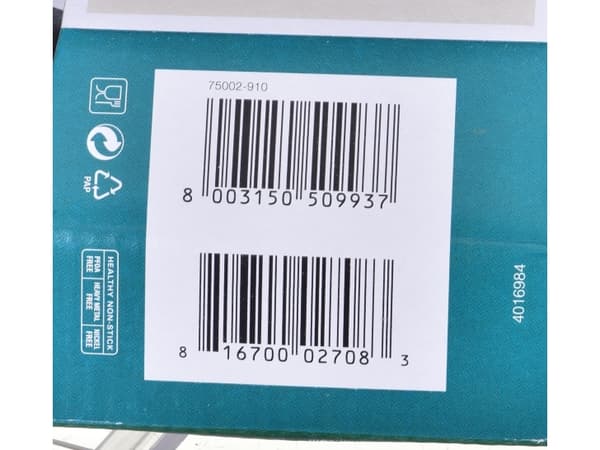 75002-910
8 003150 509937
8 16700 02708 3
PAP
HEALTHY NON-STICK
PFOA FREE
HEAVY METAL FREE
NICKEL FREE
4016984